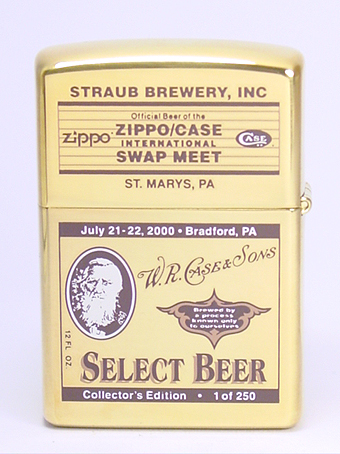 STRAUB BREWERY, INC
Official Beer of the
zippo ZIPPO/CASE CASE
INTERNATIONAL
SWAP MEET
ST. MARYS, PA
July 21-22, 2000 • Bradford, PA
W.R. CASE & SONS
Brewed by
a process
known only
to ourselves
12 FL. OZ.
SELECT BEER
Collector's Edition • 1 of 250